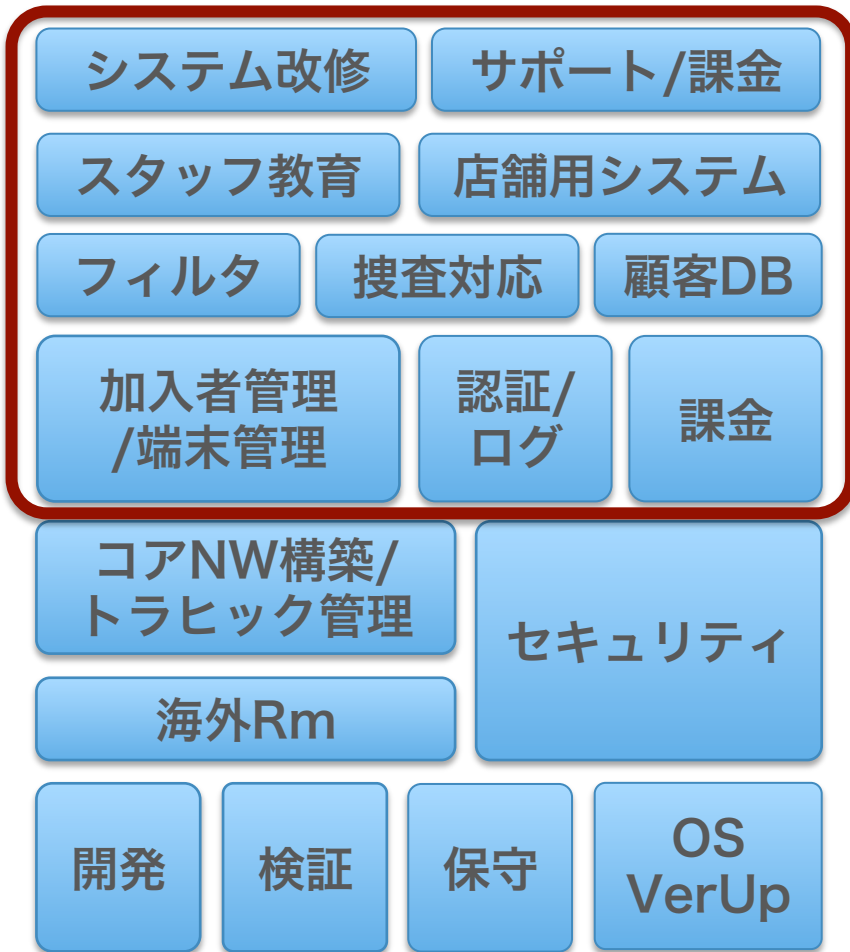 システム改修
サポート/課金
スタッフ教育
店舗用システム
フィルタ
捜査対応
顧客DB
加入者管理
/端末管理
認証/
ログ
課金
コアNW構築/
トラヒック管理
セキュリティ
海外Rm
開発
検証
保守
OS
VerUp